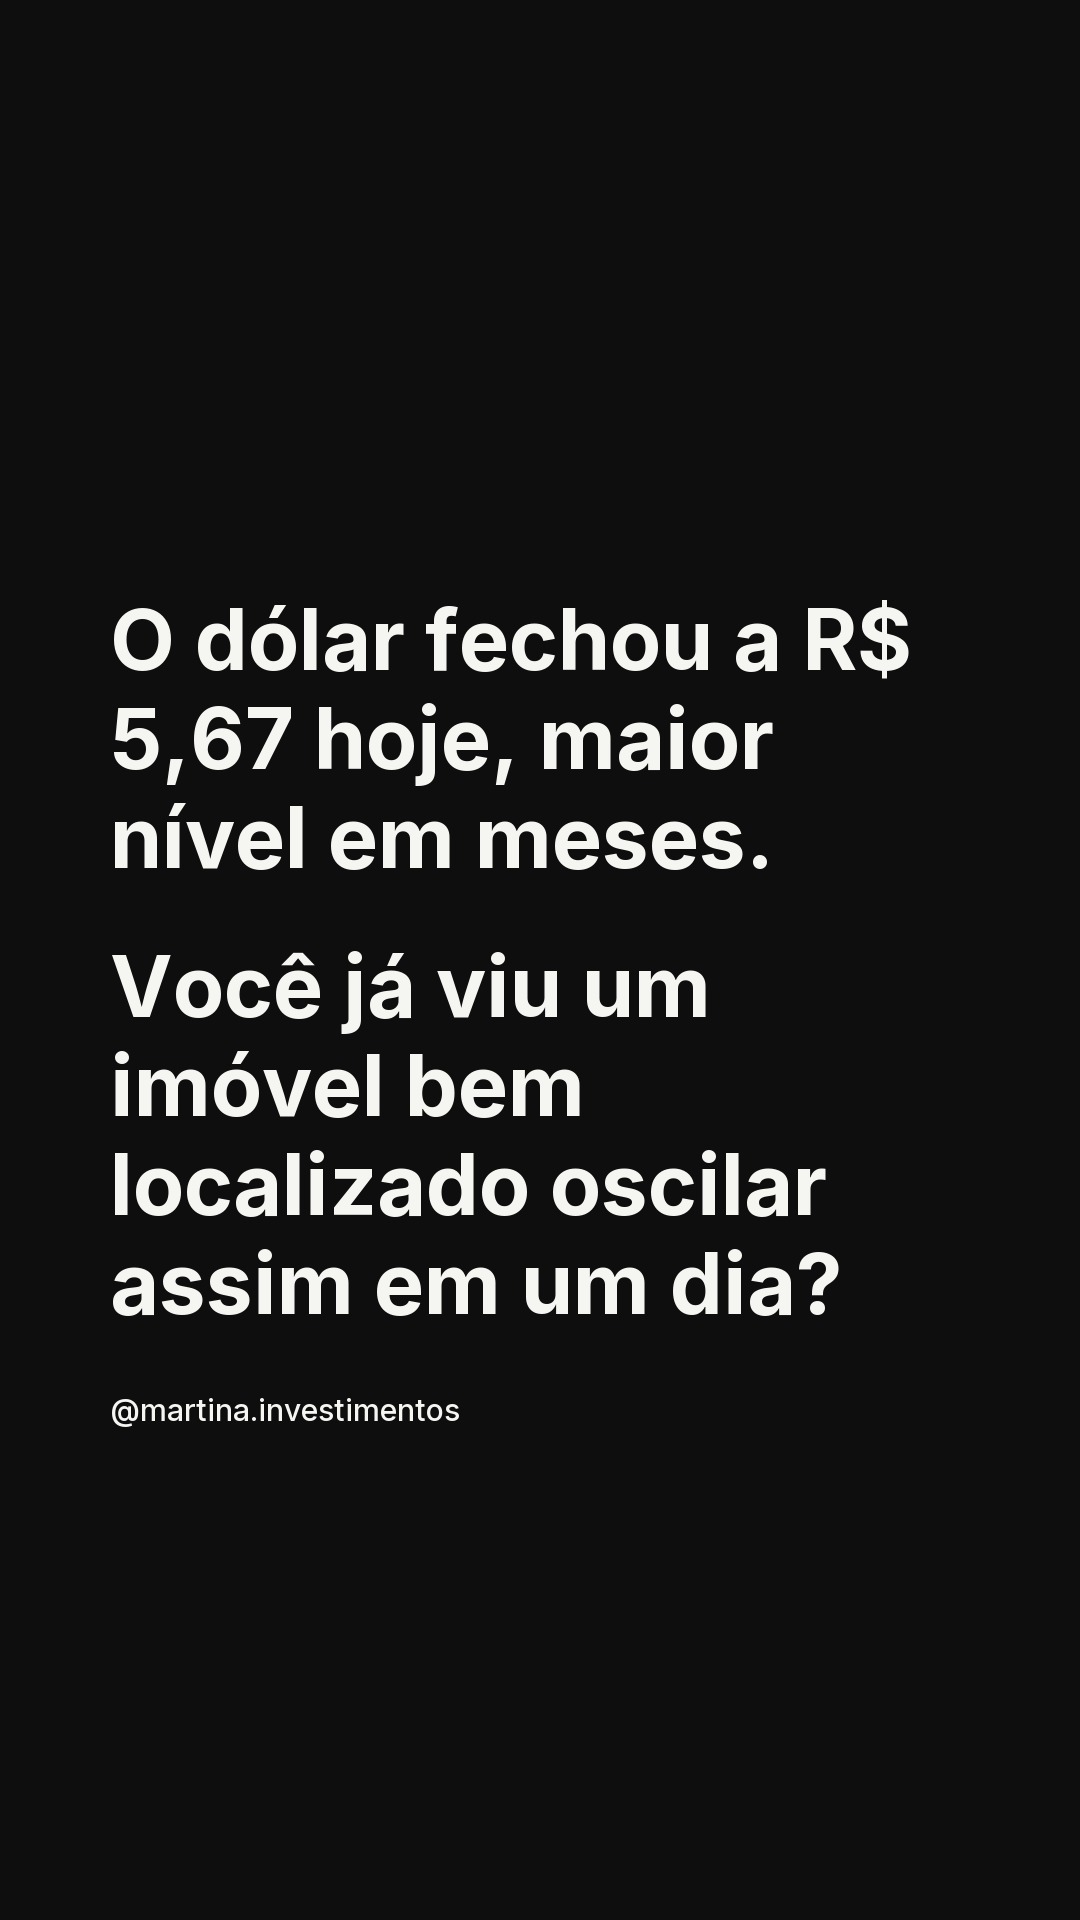 O dólar fechou a R$
5,67 hoje, maior
nível em meses.
Você já viu um
imóvel bem
localizado oscilar
assim em um dia?
@martina.investimentos